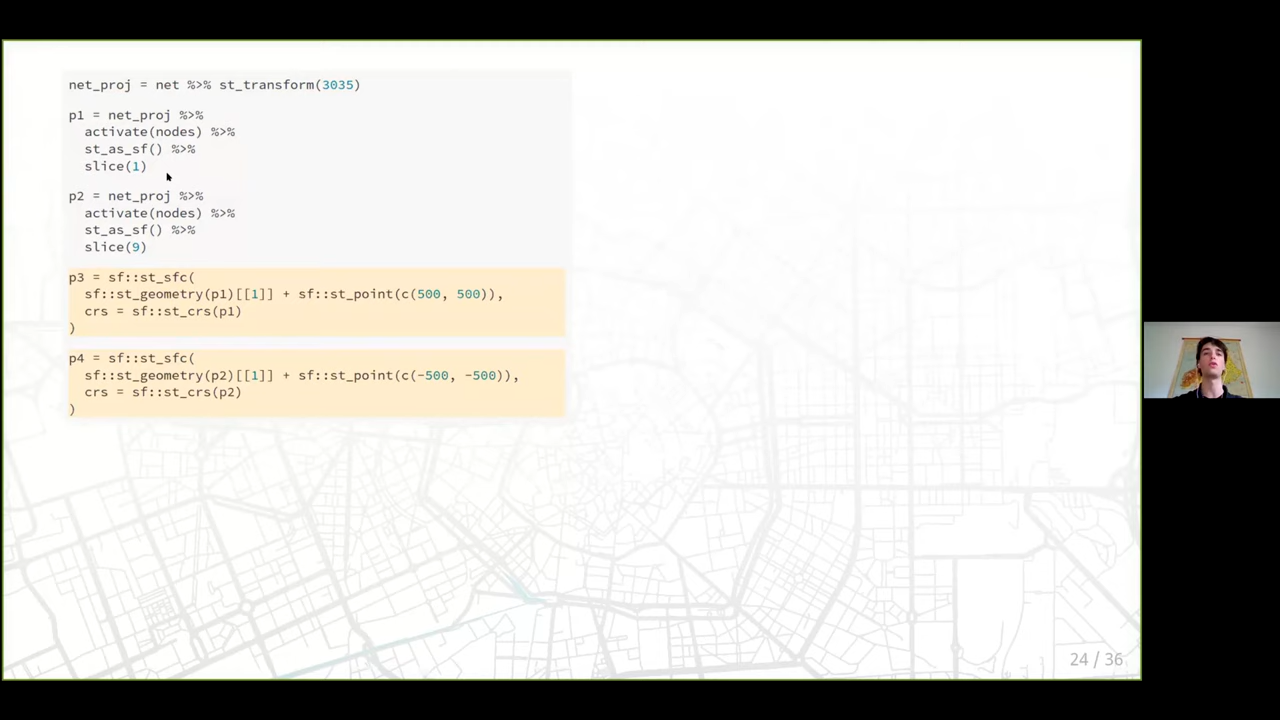 net_proj = net %>% st_transform(3035)
p1 = net_proj %>%
activate(nodes) %>%
st_as_sf() %>%
slice(1)
p2 = net_proj %>%
activate(nodes) %>%
st_as_sf() %>%
slice(9)
p3 = sf::st_sfc(
sf::st_geometry(p1)[[1]] + sf::st_point(c(500, 500)),
crs = sf::st_crs(p1)
)
p4 = sf::st_sfc(
sf::st_geometry(p2)[[1]] + sf::st_point(c(-500, -500)),
crs = sf::st_crs(p2)
)
24 / 36